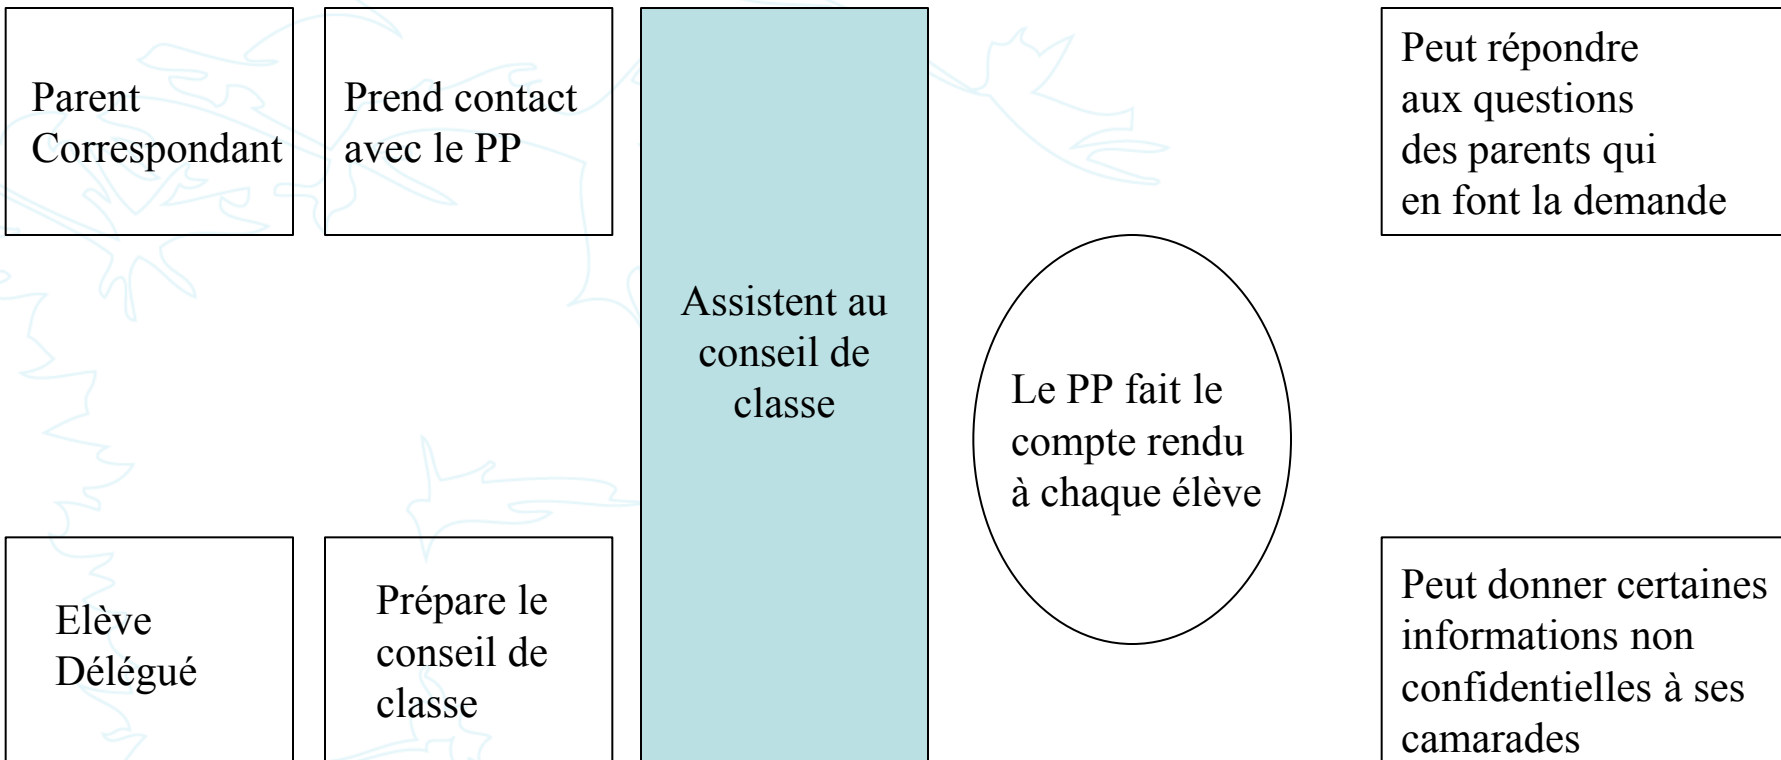 Parent
Correspondant
Prend contact
avec le PP
Assistent au
conseil de
classe
Peut répondre
aux questions
des parents qui
en font la demande
Le PP fait le
compte rendu
à chaque élève
Elève
Délégué
Prépare le
conseil de
classe
Peut donner certaines
informations non
confidentielles à ses
camarades